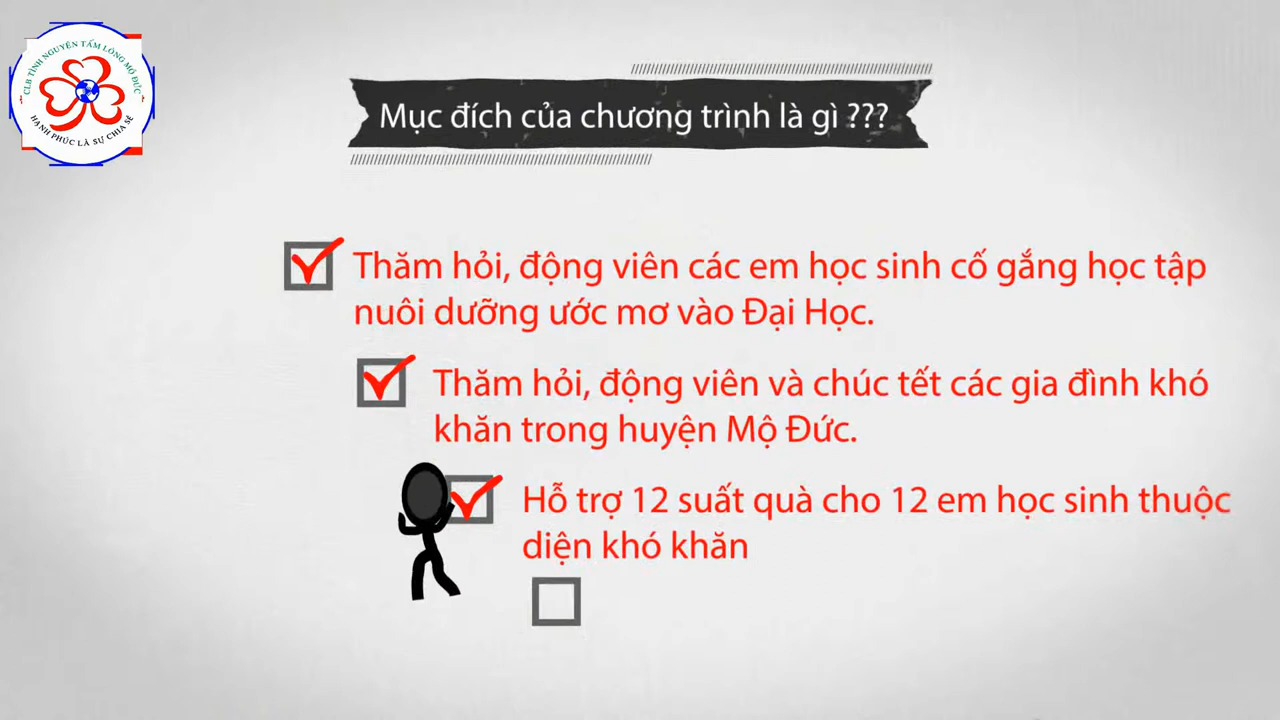 CLB TÌNH NGUYỆN TẤM LÒNG MỘ ĐỨC
HẠNH PHÚC LÀ SỰ CHIA SẺ
Mục đích của chương trình là gì ???
Thăm hỏi, động viên các em học sinh cố gắng học tập
nuôi dưỡng ước mơ vào Đại Học.
Thăm hỏi, động viên và chúc tết các gia đình khó
khăn trong huyện Mộ Đức.
Hỗ trợ 12 suất quà cho 12 em học sinh thuộc
diện khó khăn